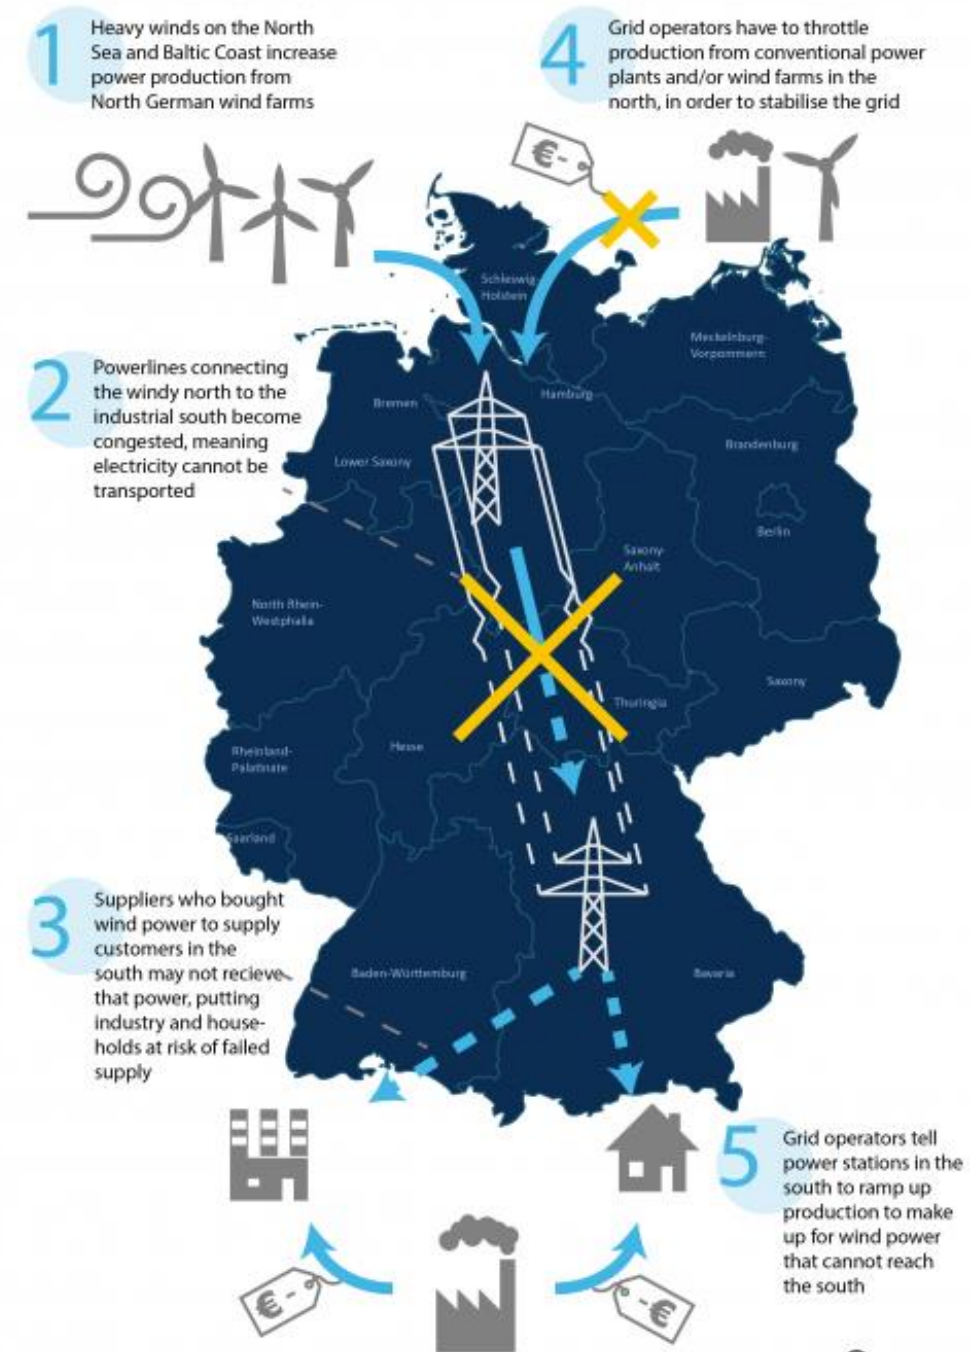 1
Heavy winds on the North
Sea and Baltic Coast increase
power production from
North German wind farms
4
Grid operators have to throttle
production from conventional power
plants and/or wind farms in the
north, in order to stabilise the grid
€-
Schleswig-
Holstein
Mecklenburg-
Vorpommern
2
Powerlines connecting
the windy north to the
industrial south become
congested, meaning
electricity cannot be
transported
Bremen
Hamburg
Lower Saxony
Brandenburg
Berlin
Saxony-
Anhalt
North Rhein-
Westphalia
Saxony
Thuringia
Hesse
Rheinland-
Palatinate
Saarland
3
Suppliers who bought
wind power to supply
customers in the
south may not recieve
that power, putting
industry and house-
holds at risk of failed
supply
Baden-Württemburg
Bavaria
5
Grid operators tell
power stations in the
south to ramp up
production to make
up for wind power
that cannot reach
the south
€-
-€